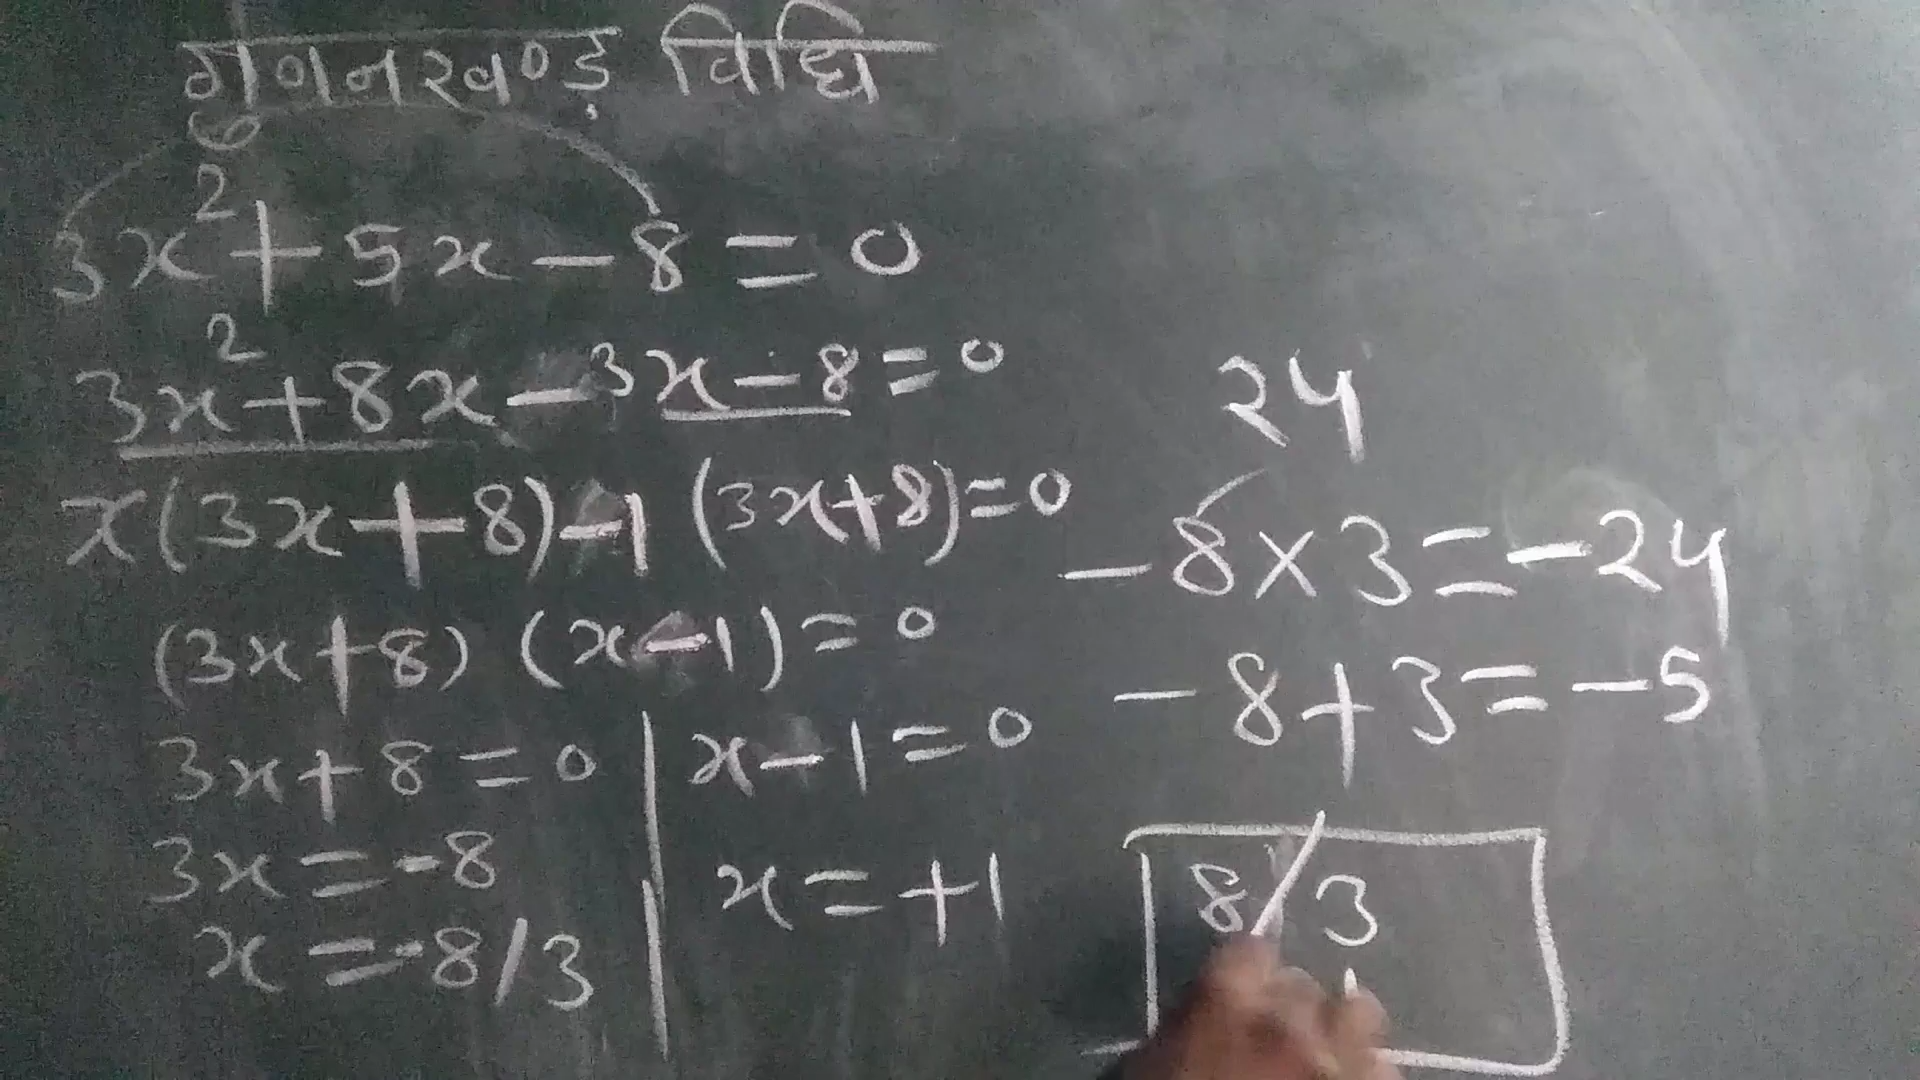 गुणनखण्ड़ विधि
3x²+5x-8=0
3x²+8x-3x-8=0
x(3x+8)-1(3x+8)=0
(3x+8)(x-1)=0
3x+8=0 | x-1=0
3x=-8
x=-8/3 | x=+1
24
-8×3=-24
-8+3=-5
8/3